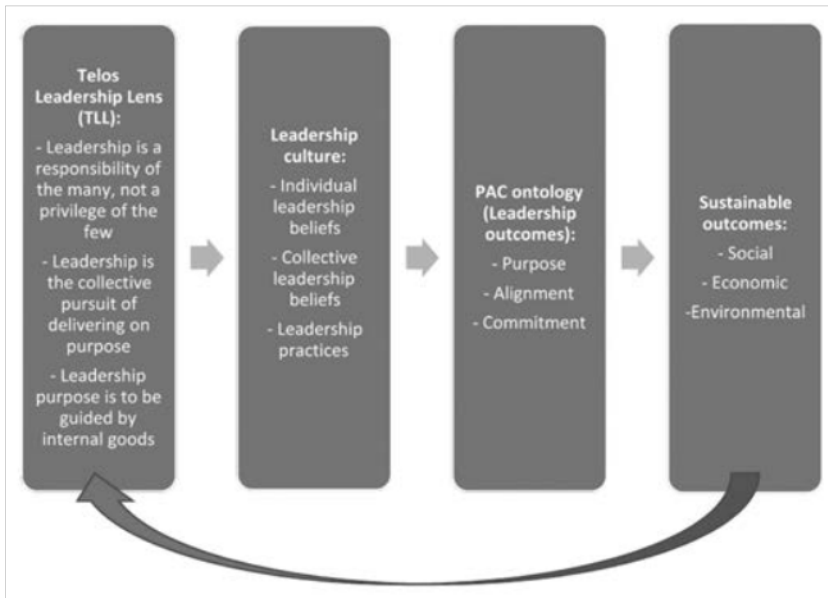 Telos
Leadership Lens
(TLL):
- Leadership is a
responsibility of
the many, not a
privilege of the
few
- Leadership is
the collective
pursuit of
delivering on
purpose
- Leadership
purpose is to be
guided by
internal goods
Leadership
culture:
- Individual
leadership
beliefs
- Collective
leadership
beliefs
- Leadership
practices
PAC ontology
(Leadership
outcomes):
- Purpose
- Alignment
- Commitment
Sustainable
outcomes:
- Social
- Economic
-Environmental